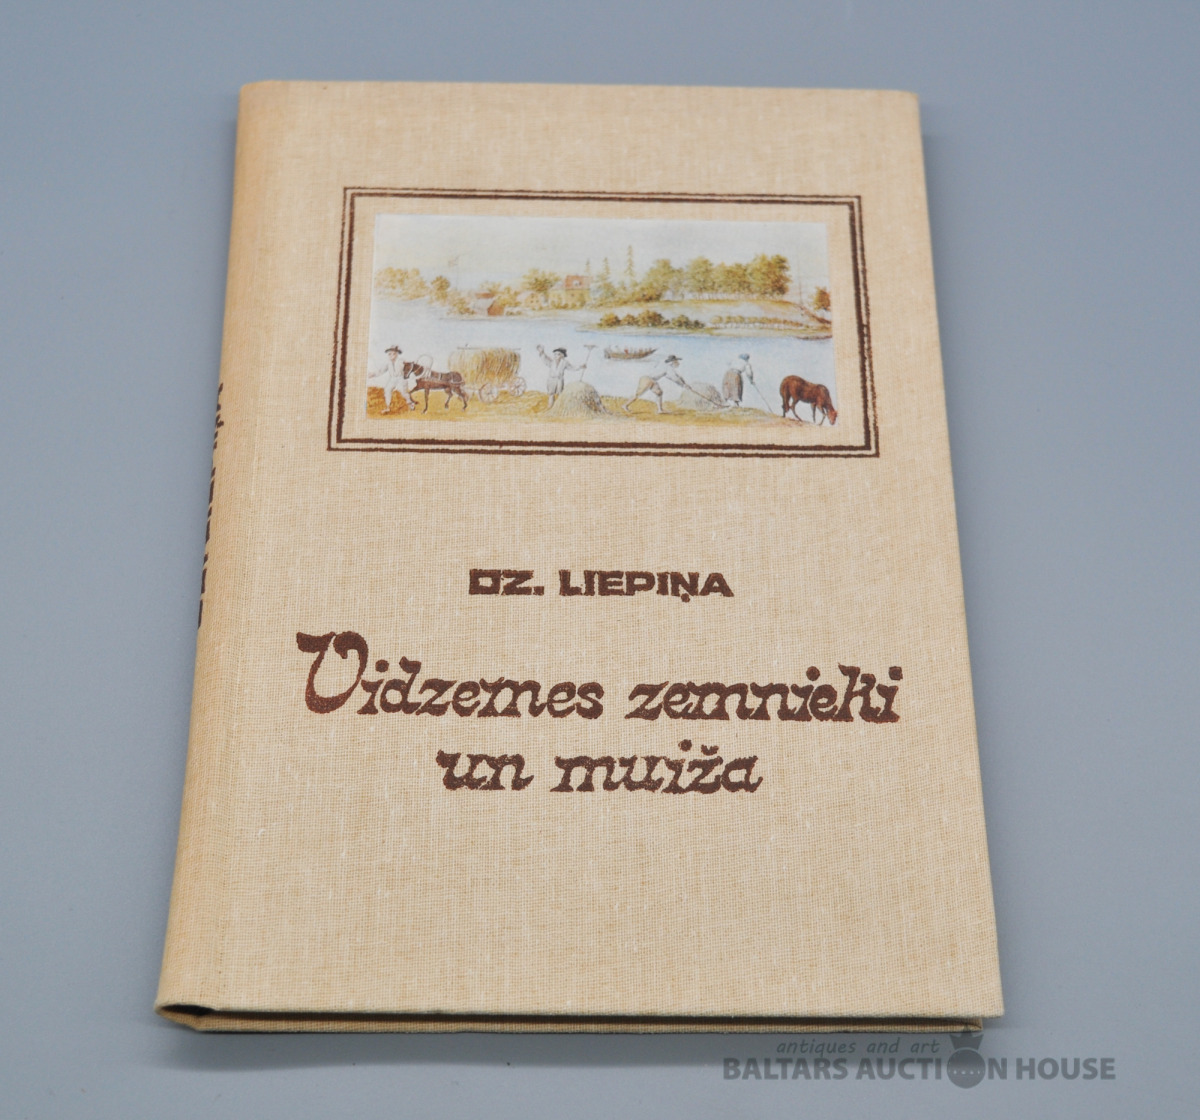 DZ. LIEPIŅA
Vidzemes zemnieki
un muiža
antiques and art
BALTARS AUCTION HOUSE